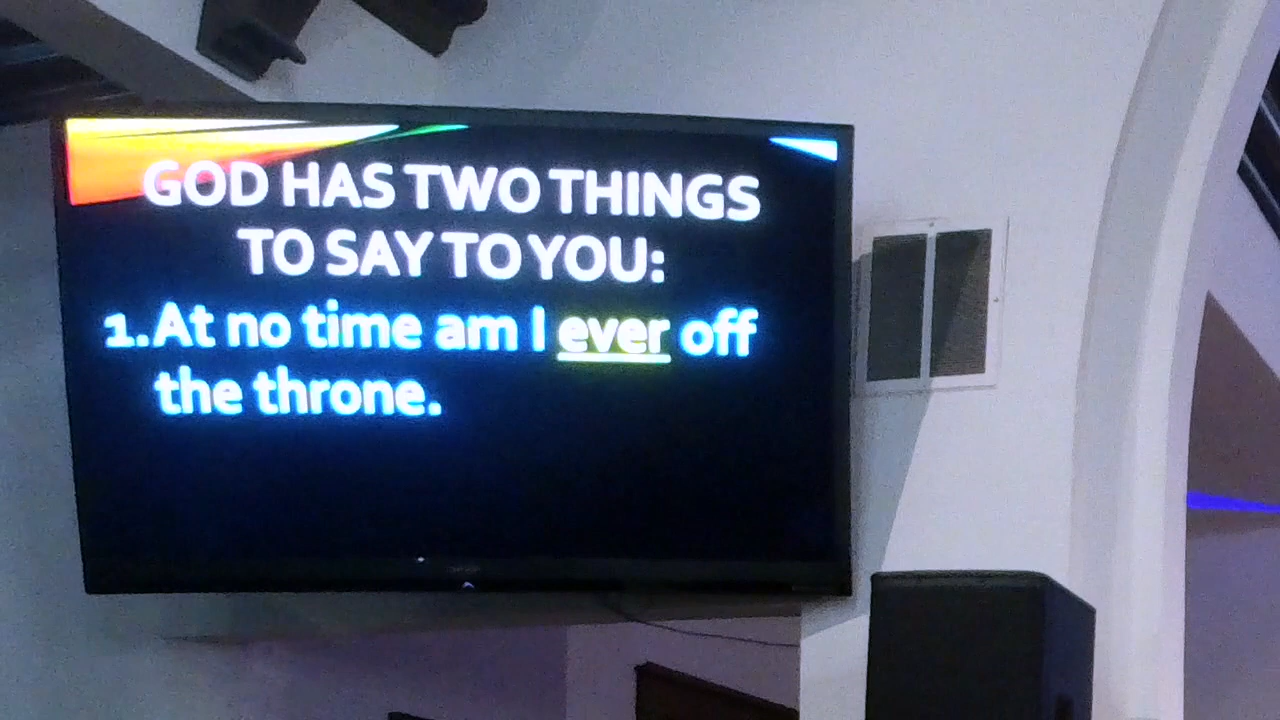 GOD HAS TWO THINGS
TO SAY TO YOU:
1. At no time am I ever off
the throne.